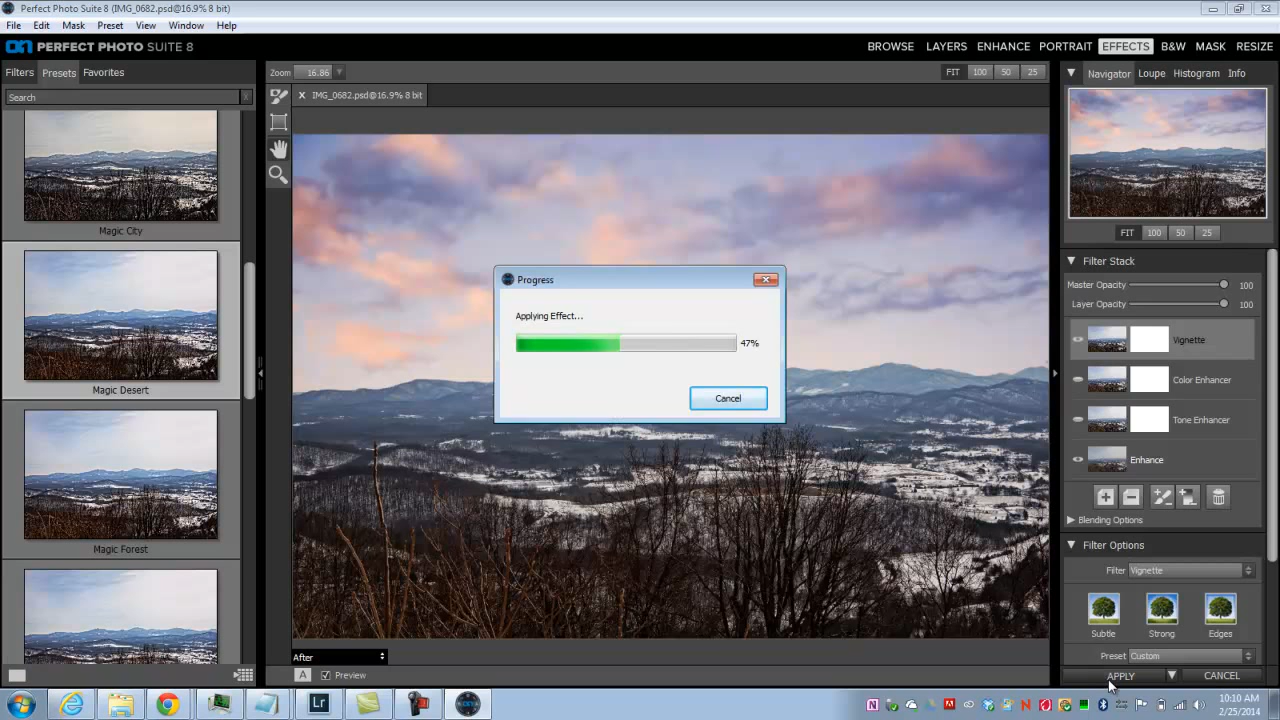 Perfect Photo Suite 8 (IMG_0682.psd@16.9% 8 bit)
File Edit Mask Preset View Window Help
on PERFECT PHOTO SUITE 8
BROWSE LAYERS ENHANCE PORTRAIT EFFECTS B&W MASK RESIZE
Filters Presets Favorites
Zoom 16.86
FIT 100 50 25
Navigator Loupe Histogram Info
Search
X IMG_0682.psd@16.9% 8 bit
Magic City
FIT 100 50 25
Filter Stack
Master Opacity 100
Layer Opacity 100
Progress
Applying Effect...
47%
Cancel
Vignette
Color Enhancer
Tone Enhancer
Enhance
Magic Desert
Blending Options
Magic Forest
Filter Options
Filter Vignette
Subtle Strong Edges
Preset Custom
After
A Preview
APPLY CANCEL
Lr
on
N
10:10 AM
2/25/2014